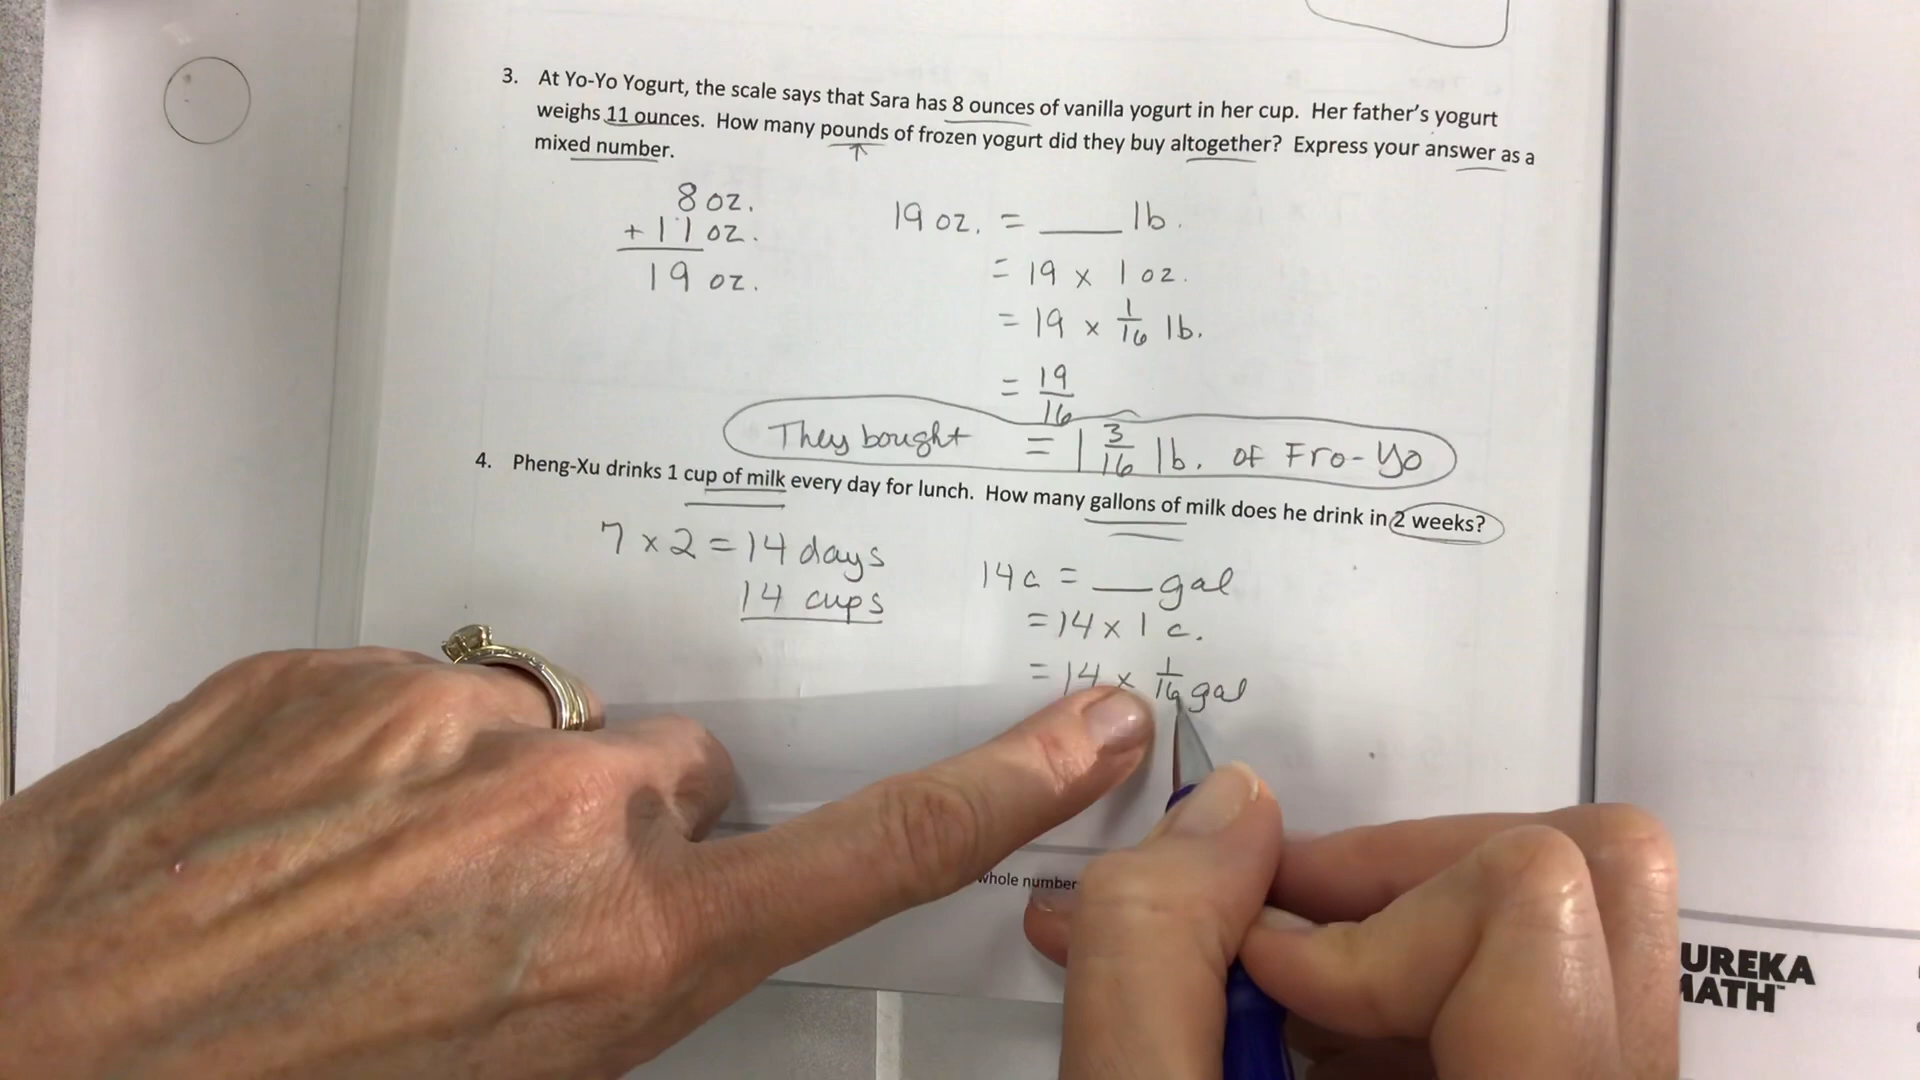 3. At Yo-Yo Yogurt, the scale says that Sara has 8 ounces of vanilla yogurt in her cup. Her father's yogurt
weighs 11 ounces. How many pounds of frozen yogurt did they buy altogether? Express your answer as a
mixed number.
8 oz.
+ 11 oz.
19 oz.
19 oz. = ___ lb.
= 19 x 1 oz.
= 19 x 1/16 lb.
= 19/16
They bought = 1 3/16 lb. of Fro-Yo
4. Pheng-Xu drinks 1 cup of milk every day for lunch. How many gallons of milk does he drink in 2 weeks?
7 x 2 = 14 days
14 cups
14 c = __ gal
= 14 x 1 c.
= 14 x 1/16 gal
whole number
UREKA
MATH™